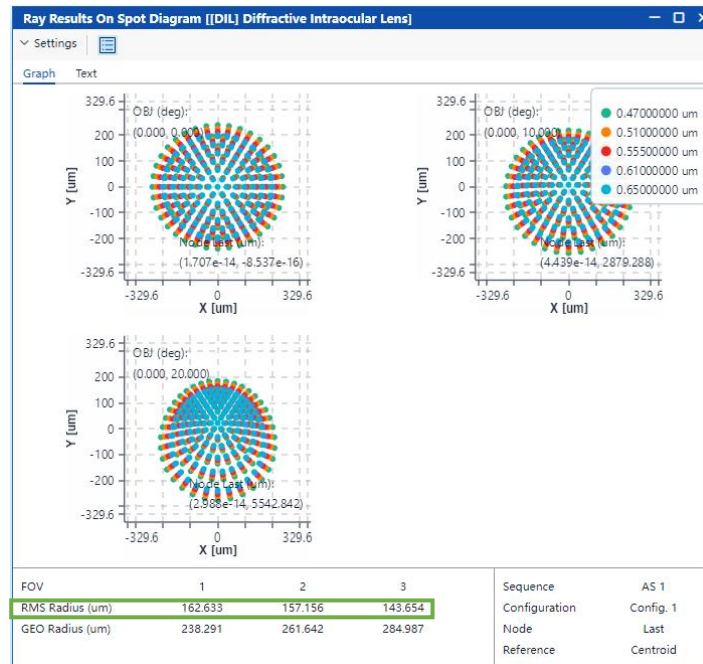 Ray Results On Spot Diagram [[DIL] Diffractive Intraocular Lens]
Settings
Graph Text
329.6
200
100
0
-100
-200
-329.6
Y [um]
OBJ (deg):
(0.000, 0.000)
Node Last (um):
(1.707e-14, -8.537e-16)
-329.6 0 329.6
X [um]
329.6
200
100
0
-100
-200
-329.6
Y [um]
OBJ (deg):
(0.000, 10.000)
Node Last (um):
(4.439e-14, 2879.288)
-329.6 0 329.6
X [um]
0.47000000 um
0.51000000 um
0.55500000 um
0.61000000 um
0.65000000 um
329.6
200
100
0
-100
-200
-329.6
Y [um]
OBJ (deg):
(0.000, 20.000)
Node Last (um):
(2.988e-14, 5542.842)
-329.6 0 329.6
X [um]
FOV 1 2 3
RMS Radius (um) 162.633 157.156 143.654
GEO Radius (um) 238.291 261.642 284.987
Sequence AS 1
Configuration Config. 1
Node Last
Reference Centroid